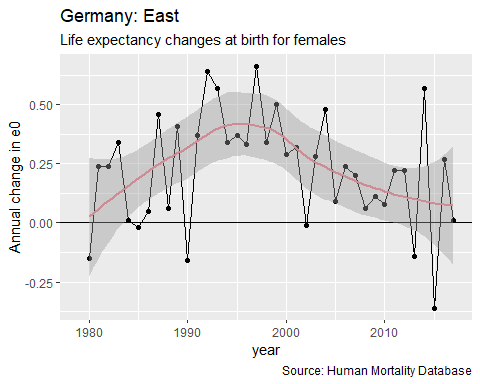 Germany: East
Life expectancy changes at birth for females
Annual change in e0
0.50
0.25
0.00
-0.25
1980
1990
2000
2010
year
Source: Human Mortality Database